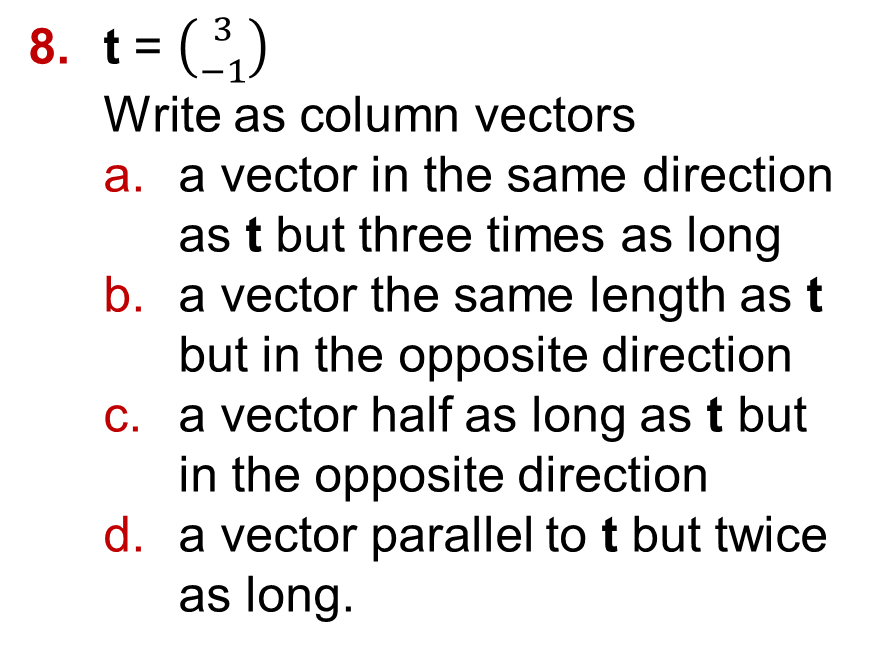 8. t = (3
−1)
Write as column vectors
a. a vector in the same direction
as t but three times as long
b. a vector the same length as t
but in the opposite direction
c. a vector half as long as t but
in the opposite direction
d. a vector parallel to t but twice
as long.